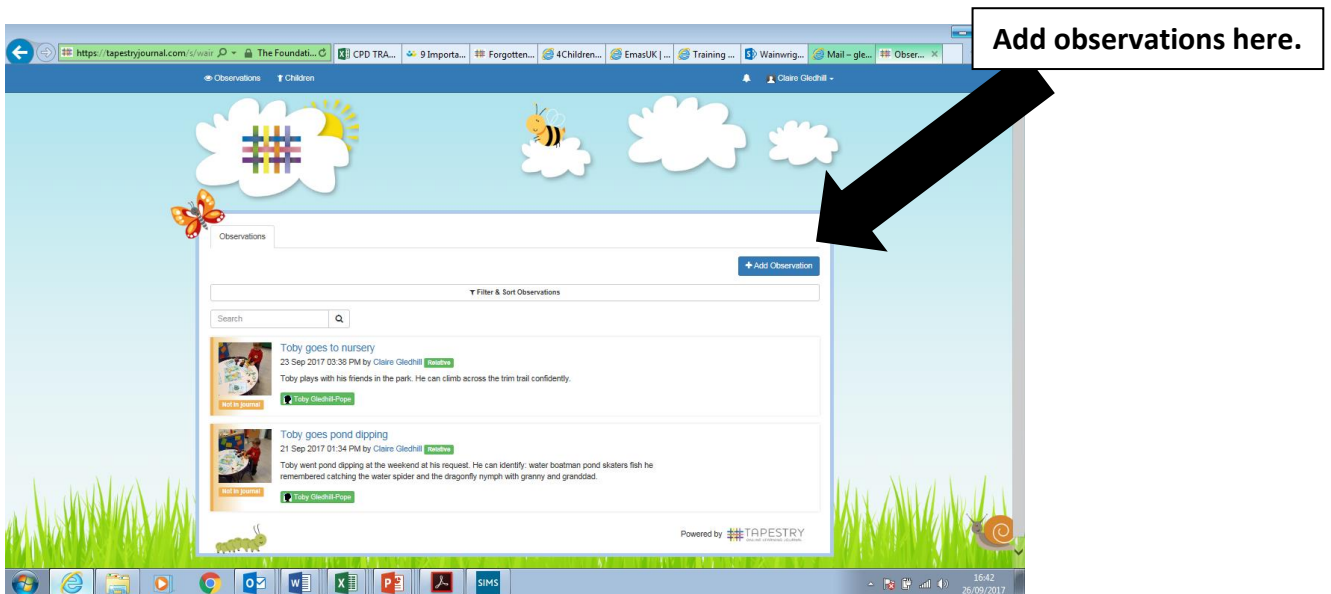 Add observations here.
https://tapestryjournal.com/s/wair
The Foundati...
CPD TRA...
9 Importa...
Forgotten...
4Children...
EmasUK | ...
Training ...
Wainwrig...
Mail – gle...
Obser...
Observations
Children
Claire Gledhill
Observations
+ Add Observation
Filter & Sort Observations
Search
Toby goes to nursery
23 Sep 2017 03:38 PM by Claire Gledhill Relative
Toby plays with his friends in the park. He can climb across the trim trail confidently.
Not in journal
Toby Gledhill-Pope
Toby goes pond dipping
21 Sep 2017 01:34 PM by Claire Gledhill Relative
Toby went pond dipping at the weekend at his request. He can identify: water boatman pond skaters fish he
remembered catching the water spider and the dragonfly nymph with granny and granddad.
Not in journal
Toby Gledhill-Pope
Powered by TAPESTRY
SIMS
16:42
26/09/2017